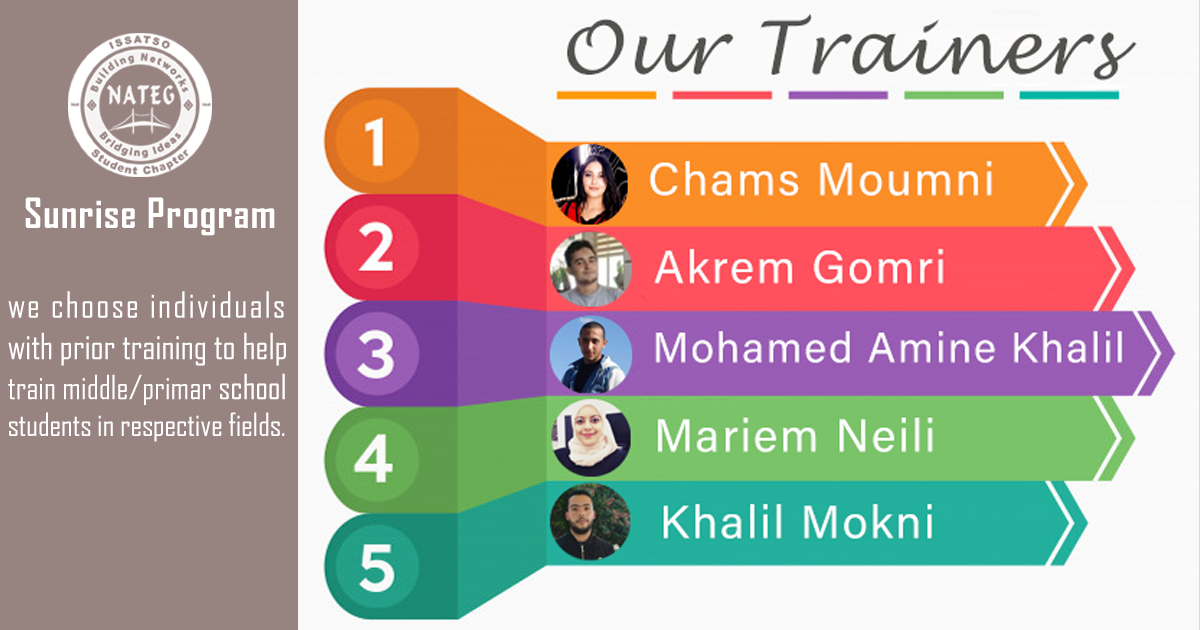 ISSATSO
Building Networks
NATEG
Bridging Ideas
Student Chapter
Sunrise Program
we choose individuals
with prior training to help
train middle/primar school
students in respective fields.
Our Trainers
1
Chams Moumni
2
Akrem Gomri
3
Mohamed Amine Khalil
4
Mariem Neili
5
Khalil Mokni